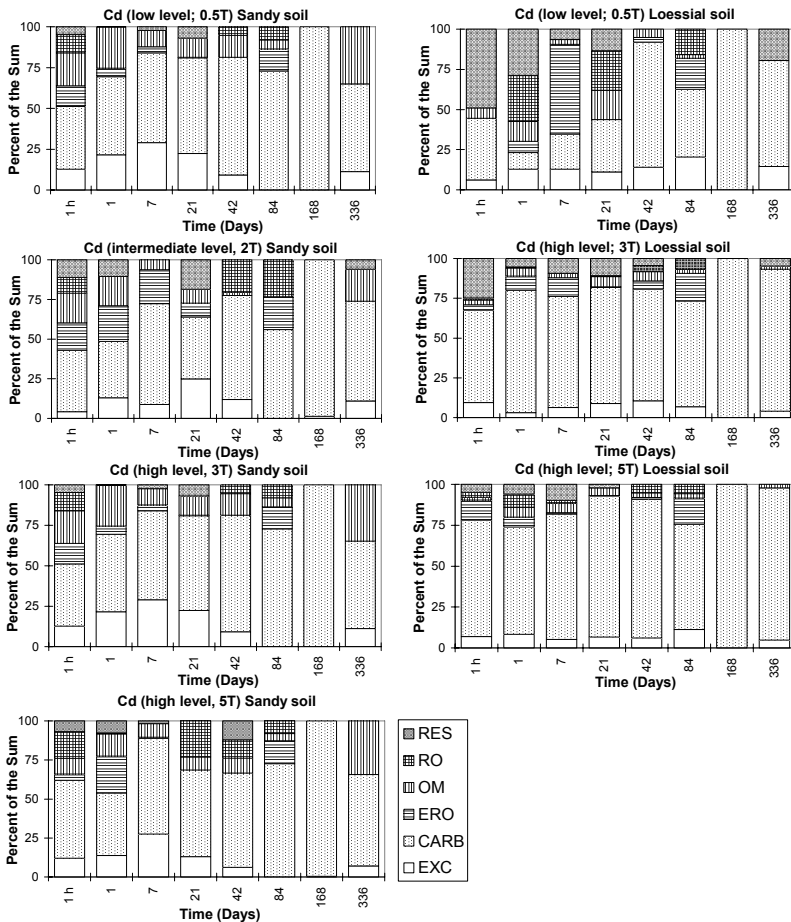 Cd (low level; 0.5T) Sandy soil
Percent of the Sum
100
75
50
25
0
1 h
1
7
21
42
84
168
336
Time (Days)
Cd (low level; 0.5T) Loessial soil
Percent of the Sum
100
75
50
25
0
1 h
1
7
21
42
84
168
336
Time (Days)
Cd (intermediate level, 2T) Sandy soil
Percent of the Sum
100
75
50
25
0
1 h
1
7
21
42
84
168
336
Time (Days)
Cd (high level; 3T) Loessial soil
Percent of the Sum
100
75
50
25
0
1 h
1
7
21
42
84
168
336
Time (Days)
Cd (high level, 3T) Sandy soil
Percent of the Sum
100
75
50
25
0
1 h
1
7
21
42
84
168
336
Time (Days)
Cd (high level; 5T) Loessial soil
Percent of the Sum
100
75
50
25
0
1 h
1
7
21
42
84
168
336
Time (Days)
Cd (high level, 5T) Sandy soil
Percent of the Sum
100
75
50
25
0
1 h
1
7
21
42
84
168
336
Time (Days)
RES
RO
OM
ERO
CARB
EXC